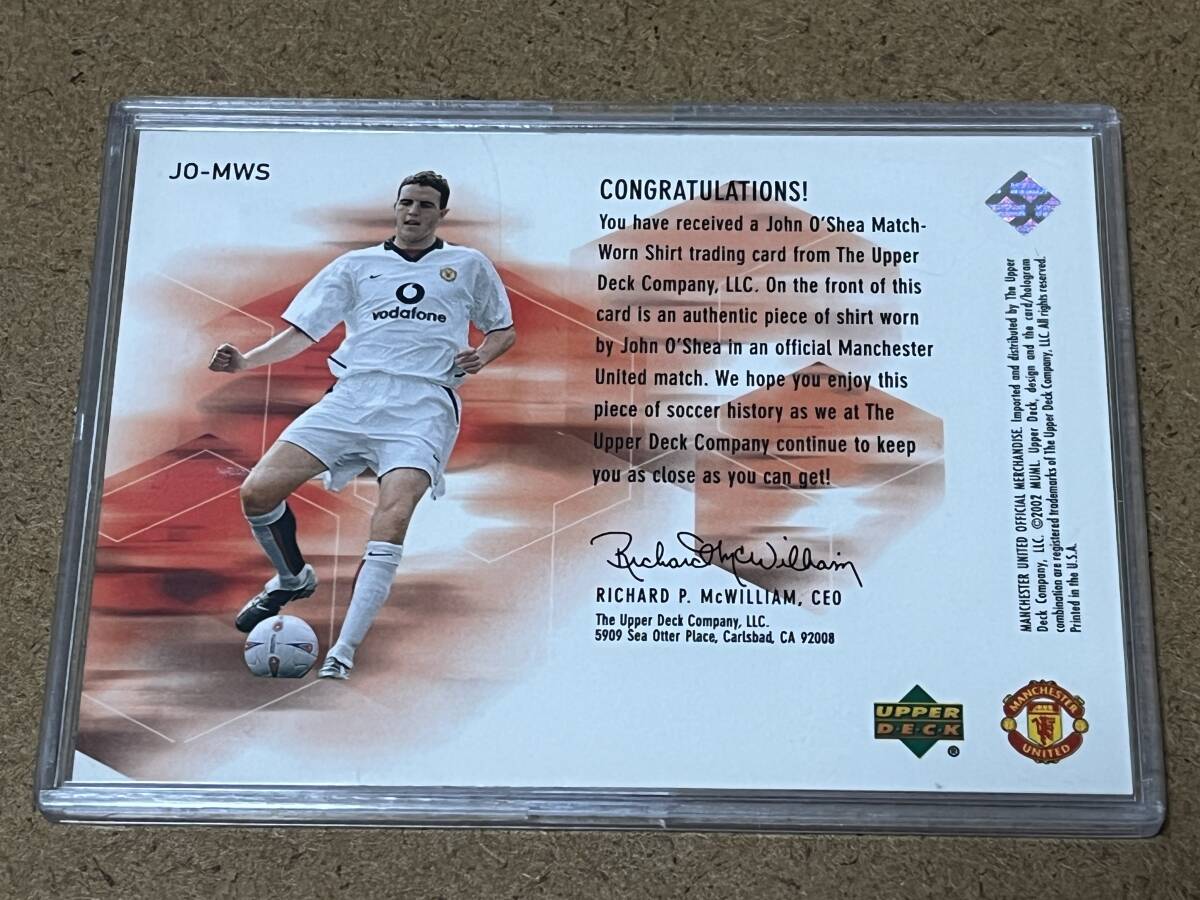 JO-MWS
vodafone
CONGRATULATIONS!
You have received a John O'Shea Match-
Worn Shirt trading card from The Upper
Deck Company, LLC. On the front of this
card is an authentic piece of shirt worn
by John O'Shea in an official Manchester
United match. We hope you enjoy this
piece of soccer history as we at The
Upper Deck Company continue to keep
you as close as you can get!
Richard McWilliam
RICHARD P. McWILLIAM, CEO
The Upper Deck Company, LLC.
5909 Sea Otter Place, Carlsbad, CA 92008
MANCHESTER UNITED OFFICIAL MERCHANDISE. Imported and distributed by The Upper
Deck Company, LLC. ©2002 MUML. Upper Deck, design and the card/hologram
combination are registered trademarks of The Upper Deck Company, LLC All rights reserved.
Printed in the U.S.A.
UPPER
D·E·C·K
®
MANCHESTER
UNITED